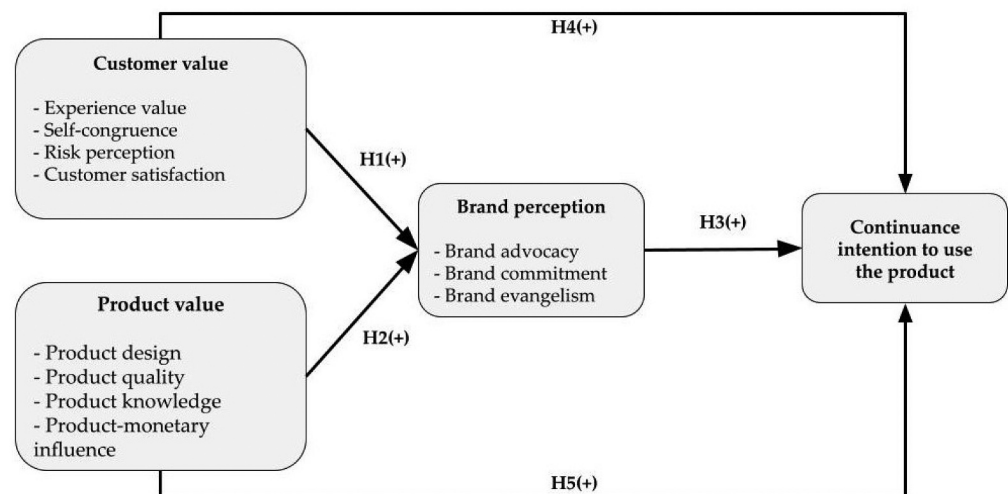 H4(+)
Customer value
- Experience value
- Self-congruence
- Risk perception
- Customer satisfaction
H1(+)
Brand perception
- Brand advocacy
- Brand commitment
- Brand evangelism
H3(+)
Continuance
intention to use
the product
Product value
- Product design
- Product quality
- Product knowledge
- Product-monetary
influence
H2(+)
H5(+)